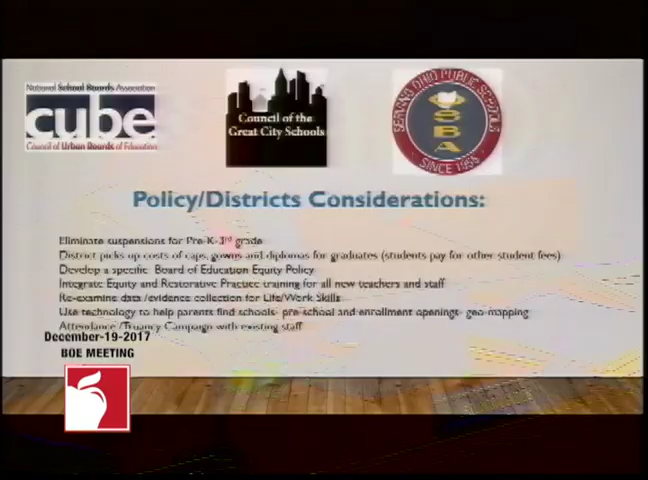 National School Boards Association
cube
Council of Urban Boards of Education
Council of the
Great City Schools
SERVING OHIO PUBLIC SCHOOLS
OSBA
SINCE 1955
Policy/Districts Considerations:
Eliminate suspensions for Pre-K-3rd grade
District picks up costs of caps, gowns and diplomas for graduates (students pay for other student fees)
Develop a specific Board of Education Equity Policy
Integrate Equity and Restorative Practice training for all new teachers and staff
Re-examine data /evidence collection for Life/Work Skills
Use technology to help parents find schools- pre-school and enrollment openings- geo-mapping
Attendance /Truancy Campaign with existing staff
December-19-2017
BOE MEETING